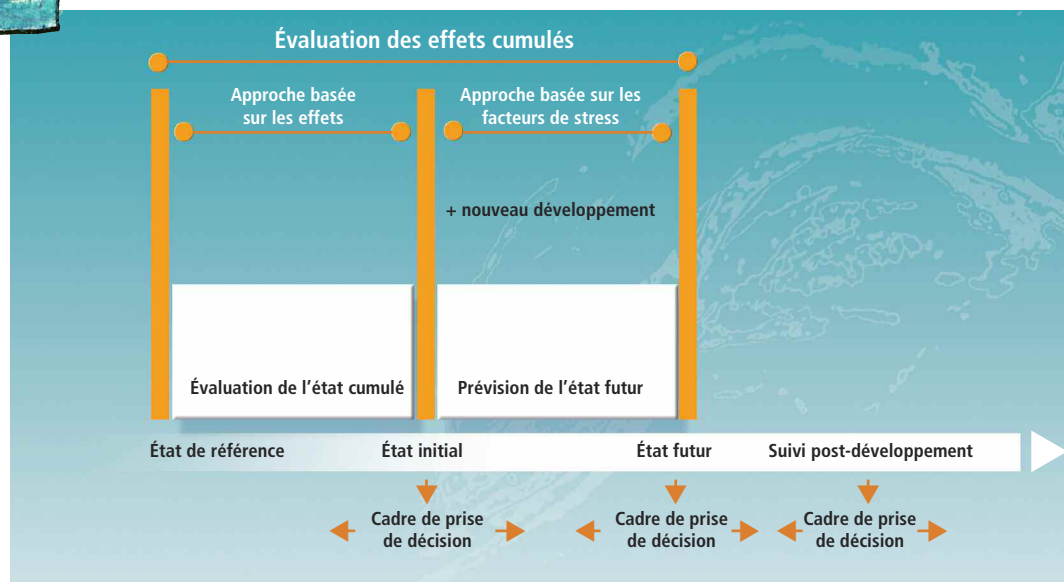 Évaluation des effets cumulés
Approche basée
sur les effets
Approche basée sur les
facteurs de stress
+ nouveau développement
Évaluation de l'état cumulé
Prévision de l'état futur
État de référence
État initial
État futur
Suivi post-développement
Cadre de prise
de décision
Cadre de prise
de décision
Cadre de prise
de décision